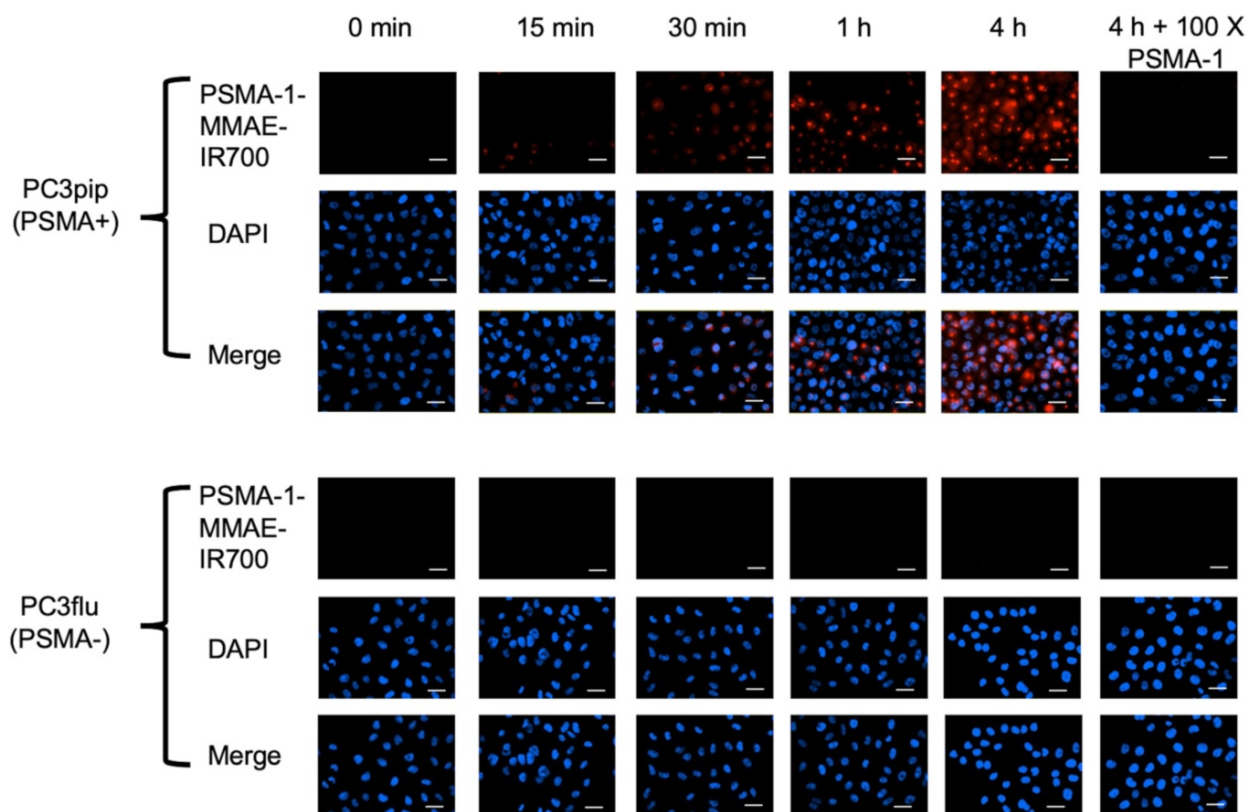 0 min 15 min 30 min 1 h 4 h 4 h + 100 X
PSMA-1
PC3pip
(PSMA+)
PSMA-1-
MMAE-
IR700
DAPI
Merge
PC3flu
(PSMA-)
PSMA-1-
MMAE-
IR700
DAPI
Merge